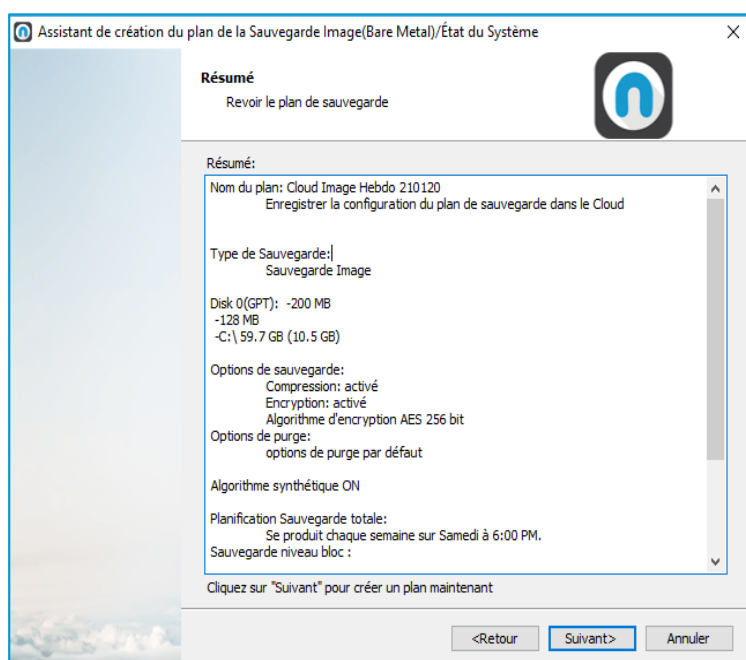 Assistant de création du plan de la Sauvegarde Image(Bare Metal)/État du Système
Résumé
Revoir le plan de sauvegarde
Résumé:
Nom du plan: Cloud Image Hebdo 210120
Enregistrer la configuration du plan de sauvegarde dans le Cloud
Type de Sauvegarde:
Sauvegarde Image
Disk 0(GPT): -200 MB
-128 MB
-C:\ 59.7 GB (10.5 GB)
Options de sauvegarde:
Compression: activé
Encryption: activé
Algorithme d'encryption AES 256 bit
Options de purge:
options de purge par défaut
Algorithme synthétique ON
Planification Sauvegarde totale:
Se produit chaque semaine sur Samedi à 6:00 PM.
Sauvegarde niveau bloc :
Cliquez sur "Suivant" pour créer un plan maintenant
<Retour
Suivant>
Annuler